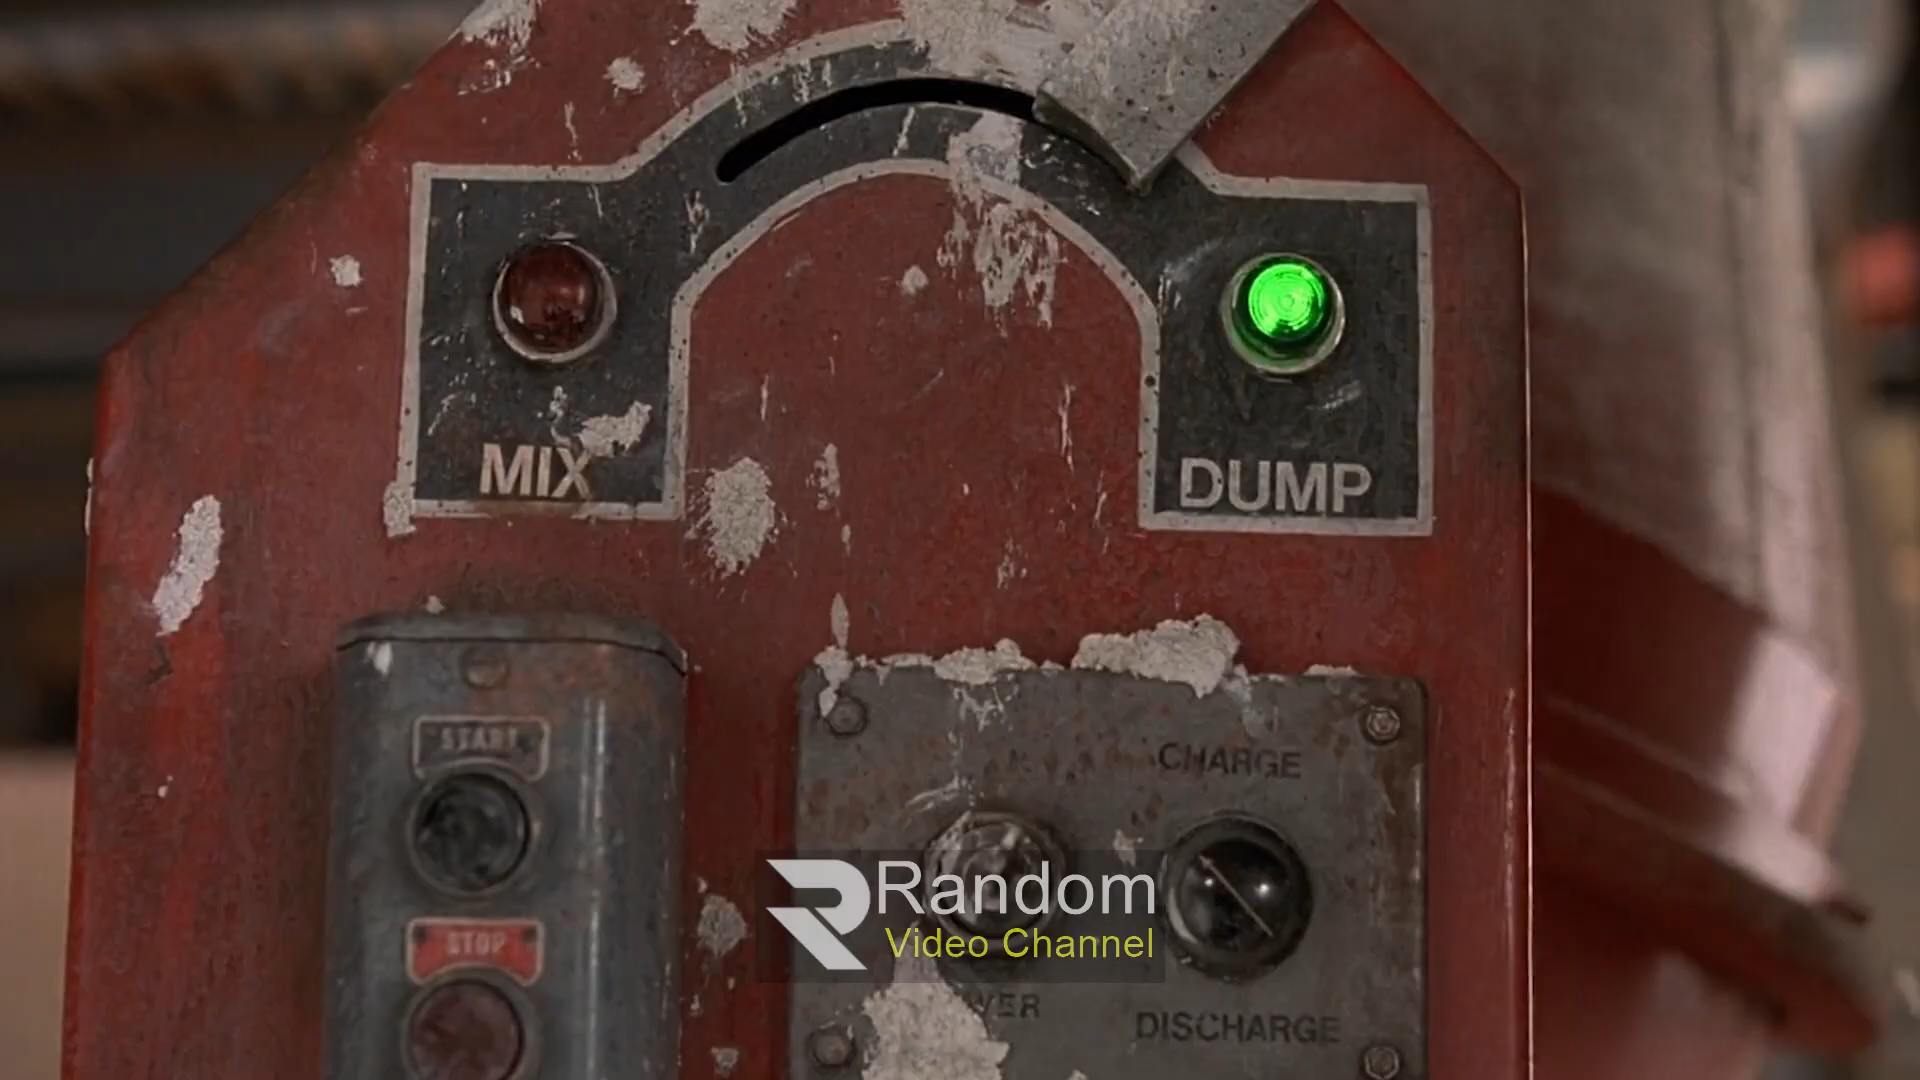 MIX
DUMP
START
CHARGE
STOP
DISCHARGE
Random
Video Channel